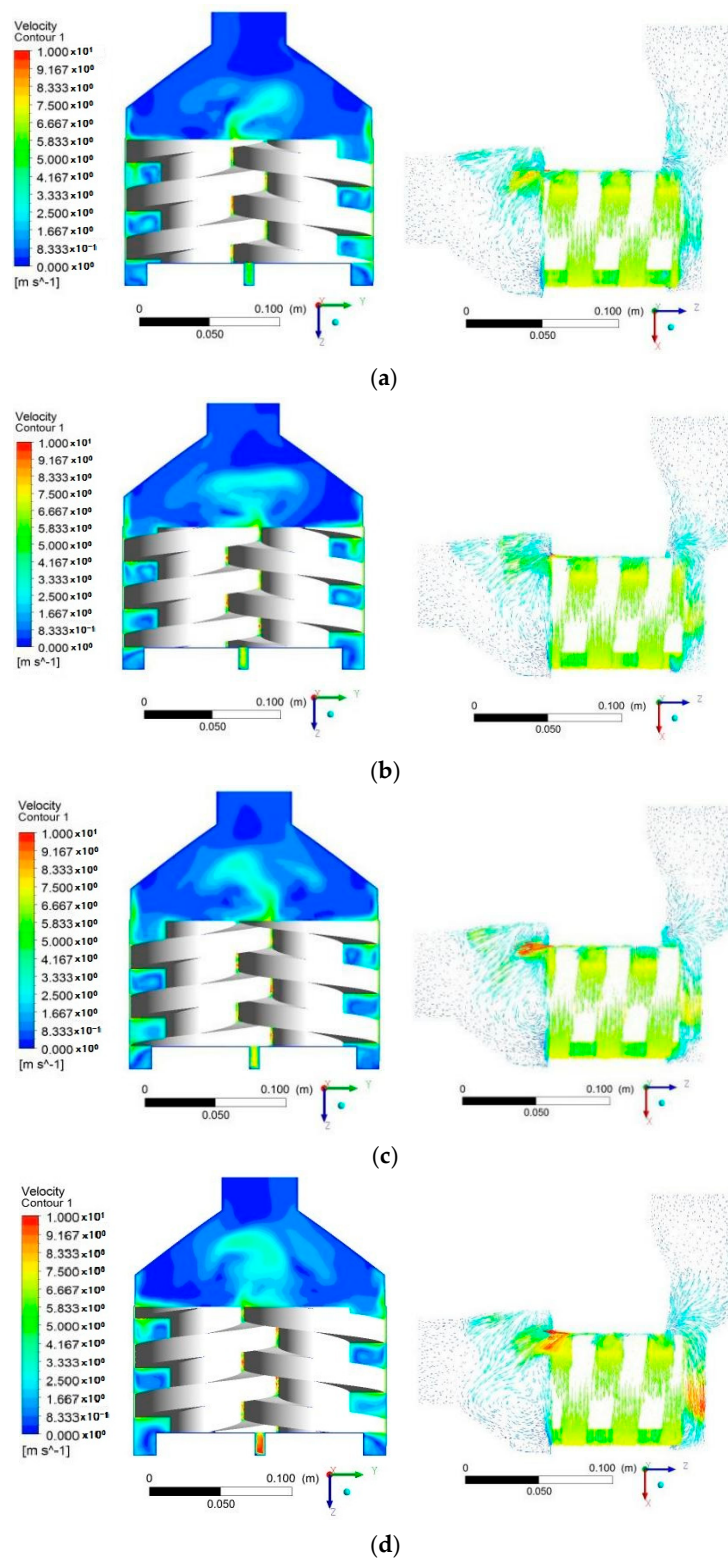 Velocity
Contour 1
1.000 ×10¹
9.167 ×10⁰
8.333 ×10⁰
7.500 ×10⁰
6.667 ×10⁰
5.833 ×10⁰
5.000 ×10⁰
4.167 ×10⁰
3.333 ×10⁰
2.500 ×10⁰
1.667 ×10⁰
8.333 ×10⁻¹
0.000 ×10⁰
[m s^-1]
0 0.100 (m)
0.050
X Y
Z
0 0.100 (m)
0.050
Y Z
X
(a)
Velocity
Contour 1
1.000 ×10¹
9.167 ×10⁰
8.333 ×10⁰
7.500 ×10⁰
6.667 ×10⁰
5.833 ×10⁰
5.000 ×10⁰
4.167 ×10⁰
3.333 ×10⁰
2.500 ×10⁰
1.667 ×10⁰
8.333 ×10⁻¹
0.000 ×10⁰
[m s^-1]
0 0.100 (m)
0.050
X Y
Z
0 0.100 (m)
0.050
Y Z
X
(b)
Velocity
Contour 1
1.000 ×10¹
9.167 ×10⁰
8.333 ×10⁰
7.500 ×10⁰
6.667 ×10⁰
5.833 ×10⁰
5.000 ×10⁰
4.167 ×10⁰
3.333 ×10⁰
2.500 ×10⁰
1.667 ×10⁰
8.333 ×10⁻¹
0.000 ×10⁰
[m s^-1]
0 0.100 (m)
0.050
X Y
Z
0 0.100 (m)
0.050
Y Z
X
(c)
Velocity
Contour 1
1.000 ×10¹
9.167 ×10⁰
8.333 ×10⁰
7.500 ×10⁰
6.667 ×10⁰
5.833 ×10⁰
5.000 ×10⁰
4.167 ×10⁰
3.333 ×10⁰
2.500 ×10⁰
1.667 ×10⁰
8.333 ×10⁻¹
0.000 ×10⁰
[m s^-1]
0 0.100 (m)
0.050
X Y
Z
0 0.100 (m)
0.050
Y Z
X
(d)